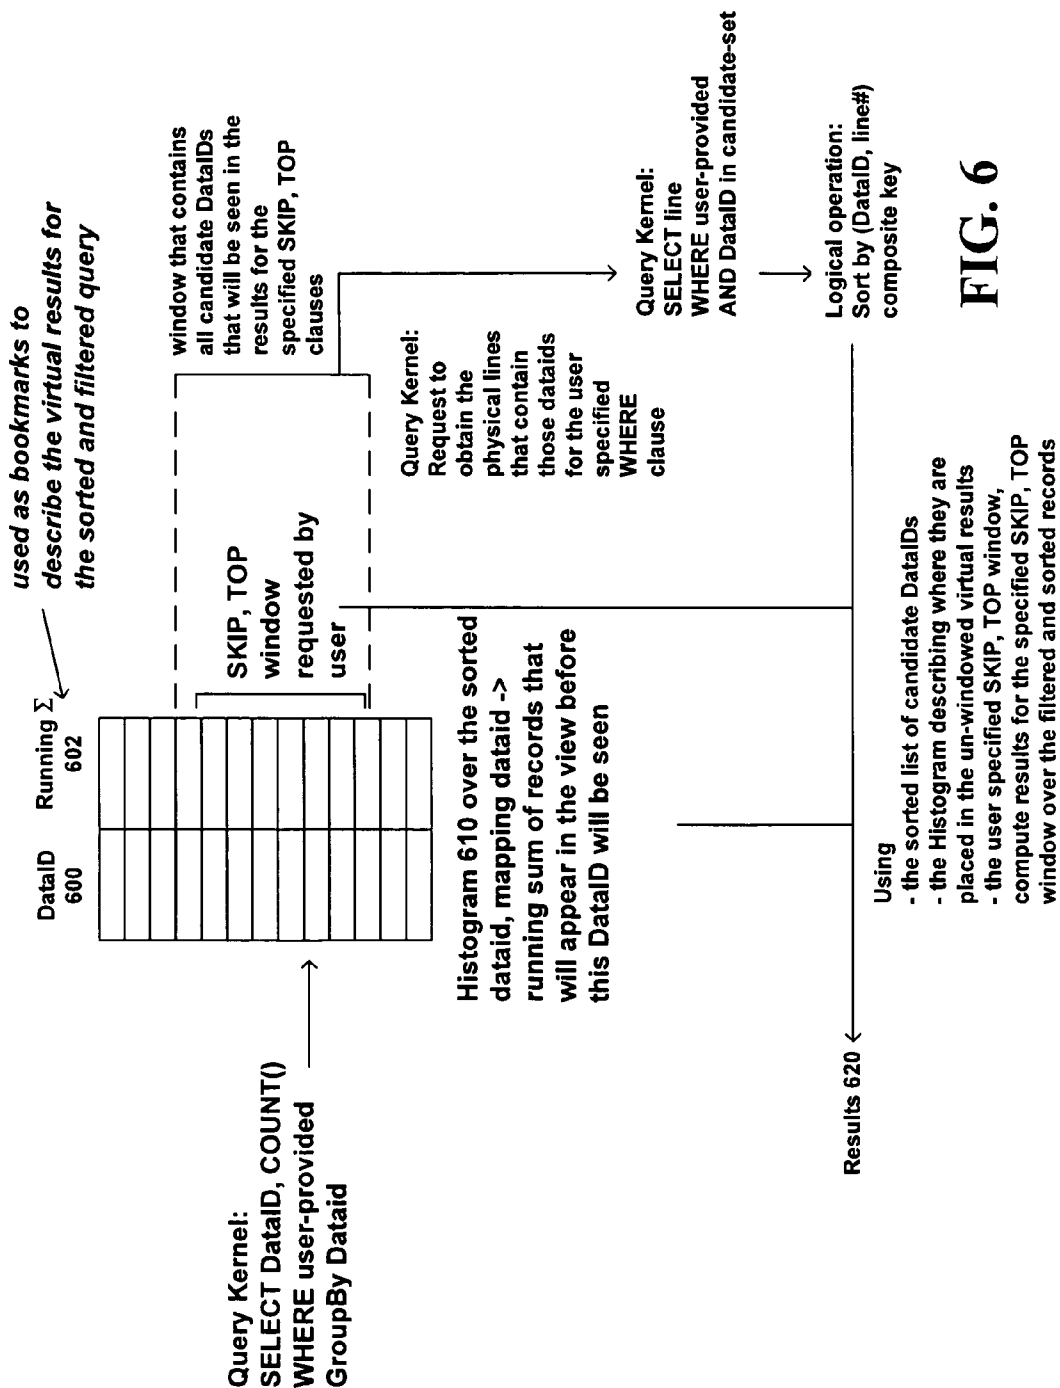 used as bookmarks to
describe the virtual results for
the sorted and filtered query
DataID
600
Running Σ
602
Query Kernel:
SELECT DataID, COUNT()
WHERE user-provided
GroupBy Dataid
SKIP, TOP
window
requested by
user
window that contains
all candidate DataIDs
that will be seen in the
results for the
specified SKIP, TOP
clauses
Histogram 610 over the sorted
dataid, mapping dataid ->
running sum of records that
will appear in the view before
this DataID will be seen
Query Kernel:
Request to
obtain the
physical lines
that contain
those dataids
for the user
specified
WHERE
clause
Query Kernel:
SELECT line
WHERE user-provided
AND DataID in candidate-set
Logical operation:
Sort by (DataID, line#)
composite key
Results 620
Using
- the sorted list of candidate DataIDs
- the Histogram describing where they are
placed in the un-windowed virtual results
- the user specified SKIP, TOP window,
compute results for the specified SKIP, TOP
window over the filtered and sorted records
FIG. 6